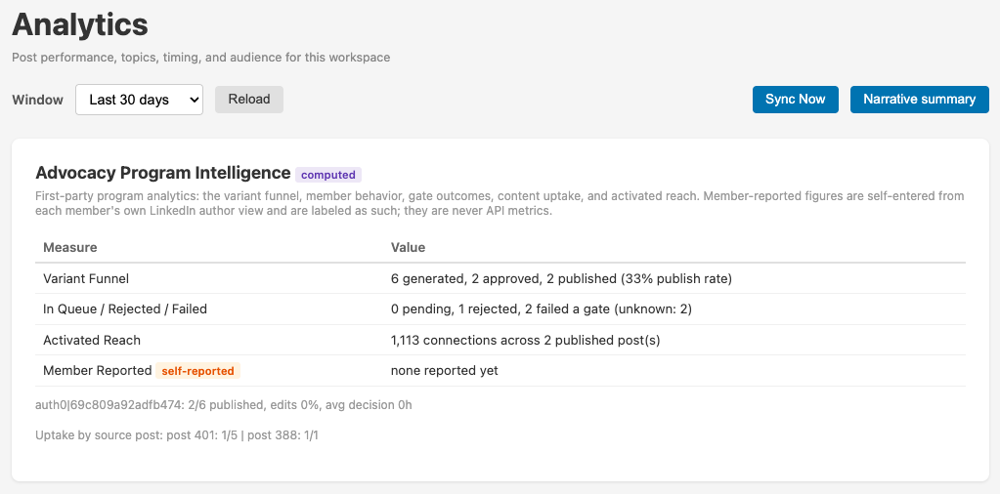 Analytics
Post performance, topics, timing, and audience for this workspace
Window Last 30 days Reload Sync Now Narrative summary
Advocacy Program Intelligence computed
First-party program analytics: the variant funnel, member behavior, gate outcomes, content uptake, and activated reach. Member-reported figures are self-entered from
each member's own LinkedIn author view and are labeled as such; they are never API metrics.
Measure Value
Variant Funnel 6 generated, 2 approved, 2 published (33% publish rate)
In Queue / Rejected / Failed 0 pending, 1 rejected, 2 failed a gate (unknown: 2)
Activated Reach 1,113 connections across 2 published post(s)
Member Reported self-reported none reported yet
auth0|69c809a92adfb474: 2/6 published, edits 0%, avg decision 0h
Uptake by source post: post 401: 1/5 | post 388: 1/1